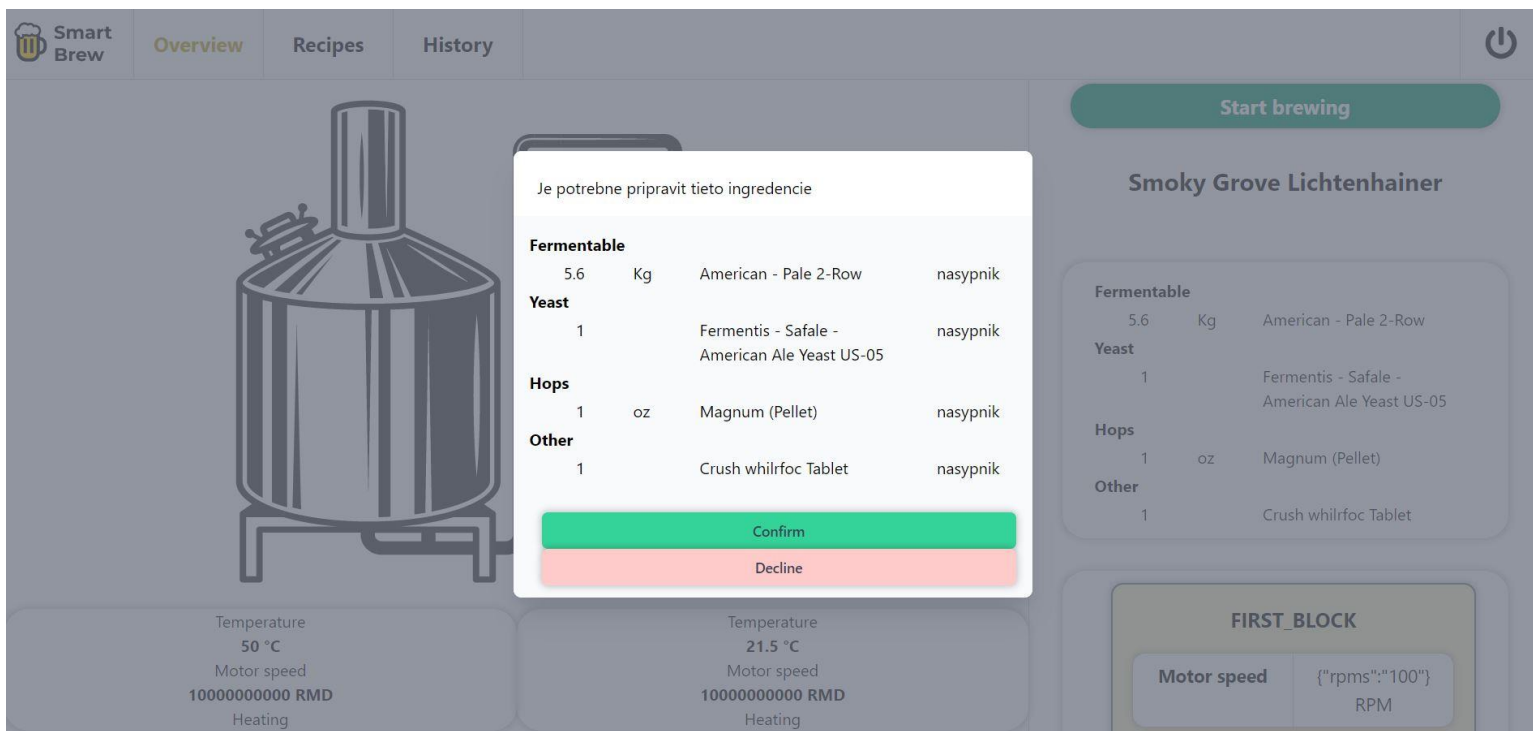 Smart
Brew
Overview
Recipes
History
Start brewing
Smoky Grove Lichtenhainer
Je potrebne pripravit tieto ingredencie
Fermentable
5.6 Kg American - Pale 2-Row nasypnik
Yeast
1 Fermentis - Safale - nasypnik
American Ale Yeast US-05
Hops
1 oz Magnum (Pellet) nasypnik
Other
1 Crush whilrfoc Tablet nasypnik
Confirm
Decline
Fermentable
5.6 Kg American - Pale 2-Row
Yeast
1 Fermentis - Safale -
American Ale Yeast US-05
Hops
1 oz Magnum (Pellet)
Other
1 Crush whilrfoc Tablet
Temperature
50 °C
Motor speed
10000000000 RMD
Heating
Temperature
21.5 °C
Motor speed
10000000000 RMD
Heating
FIRST_BLOCK
Motor speed {"rpms":"100"}
RPM